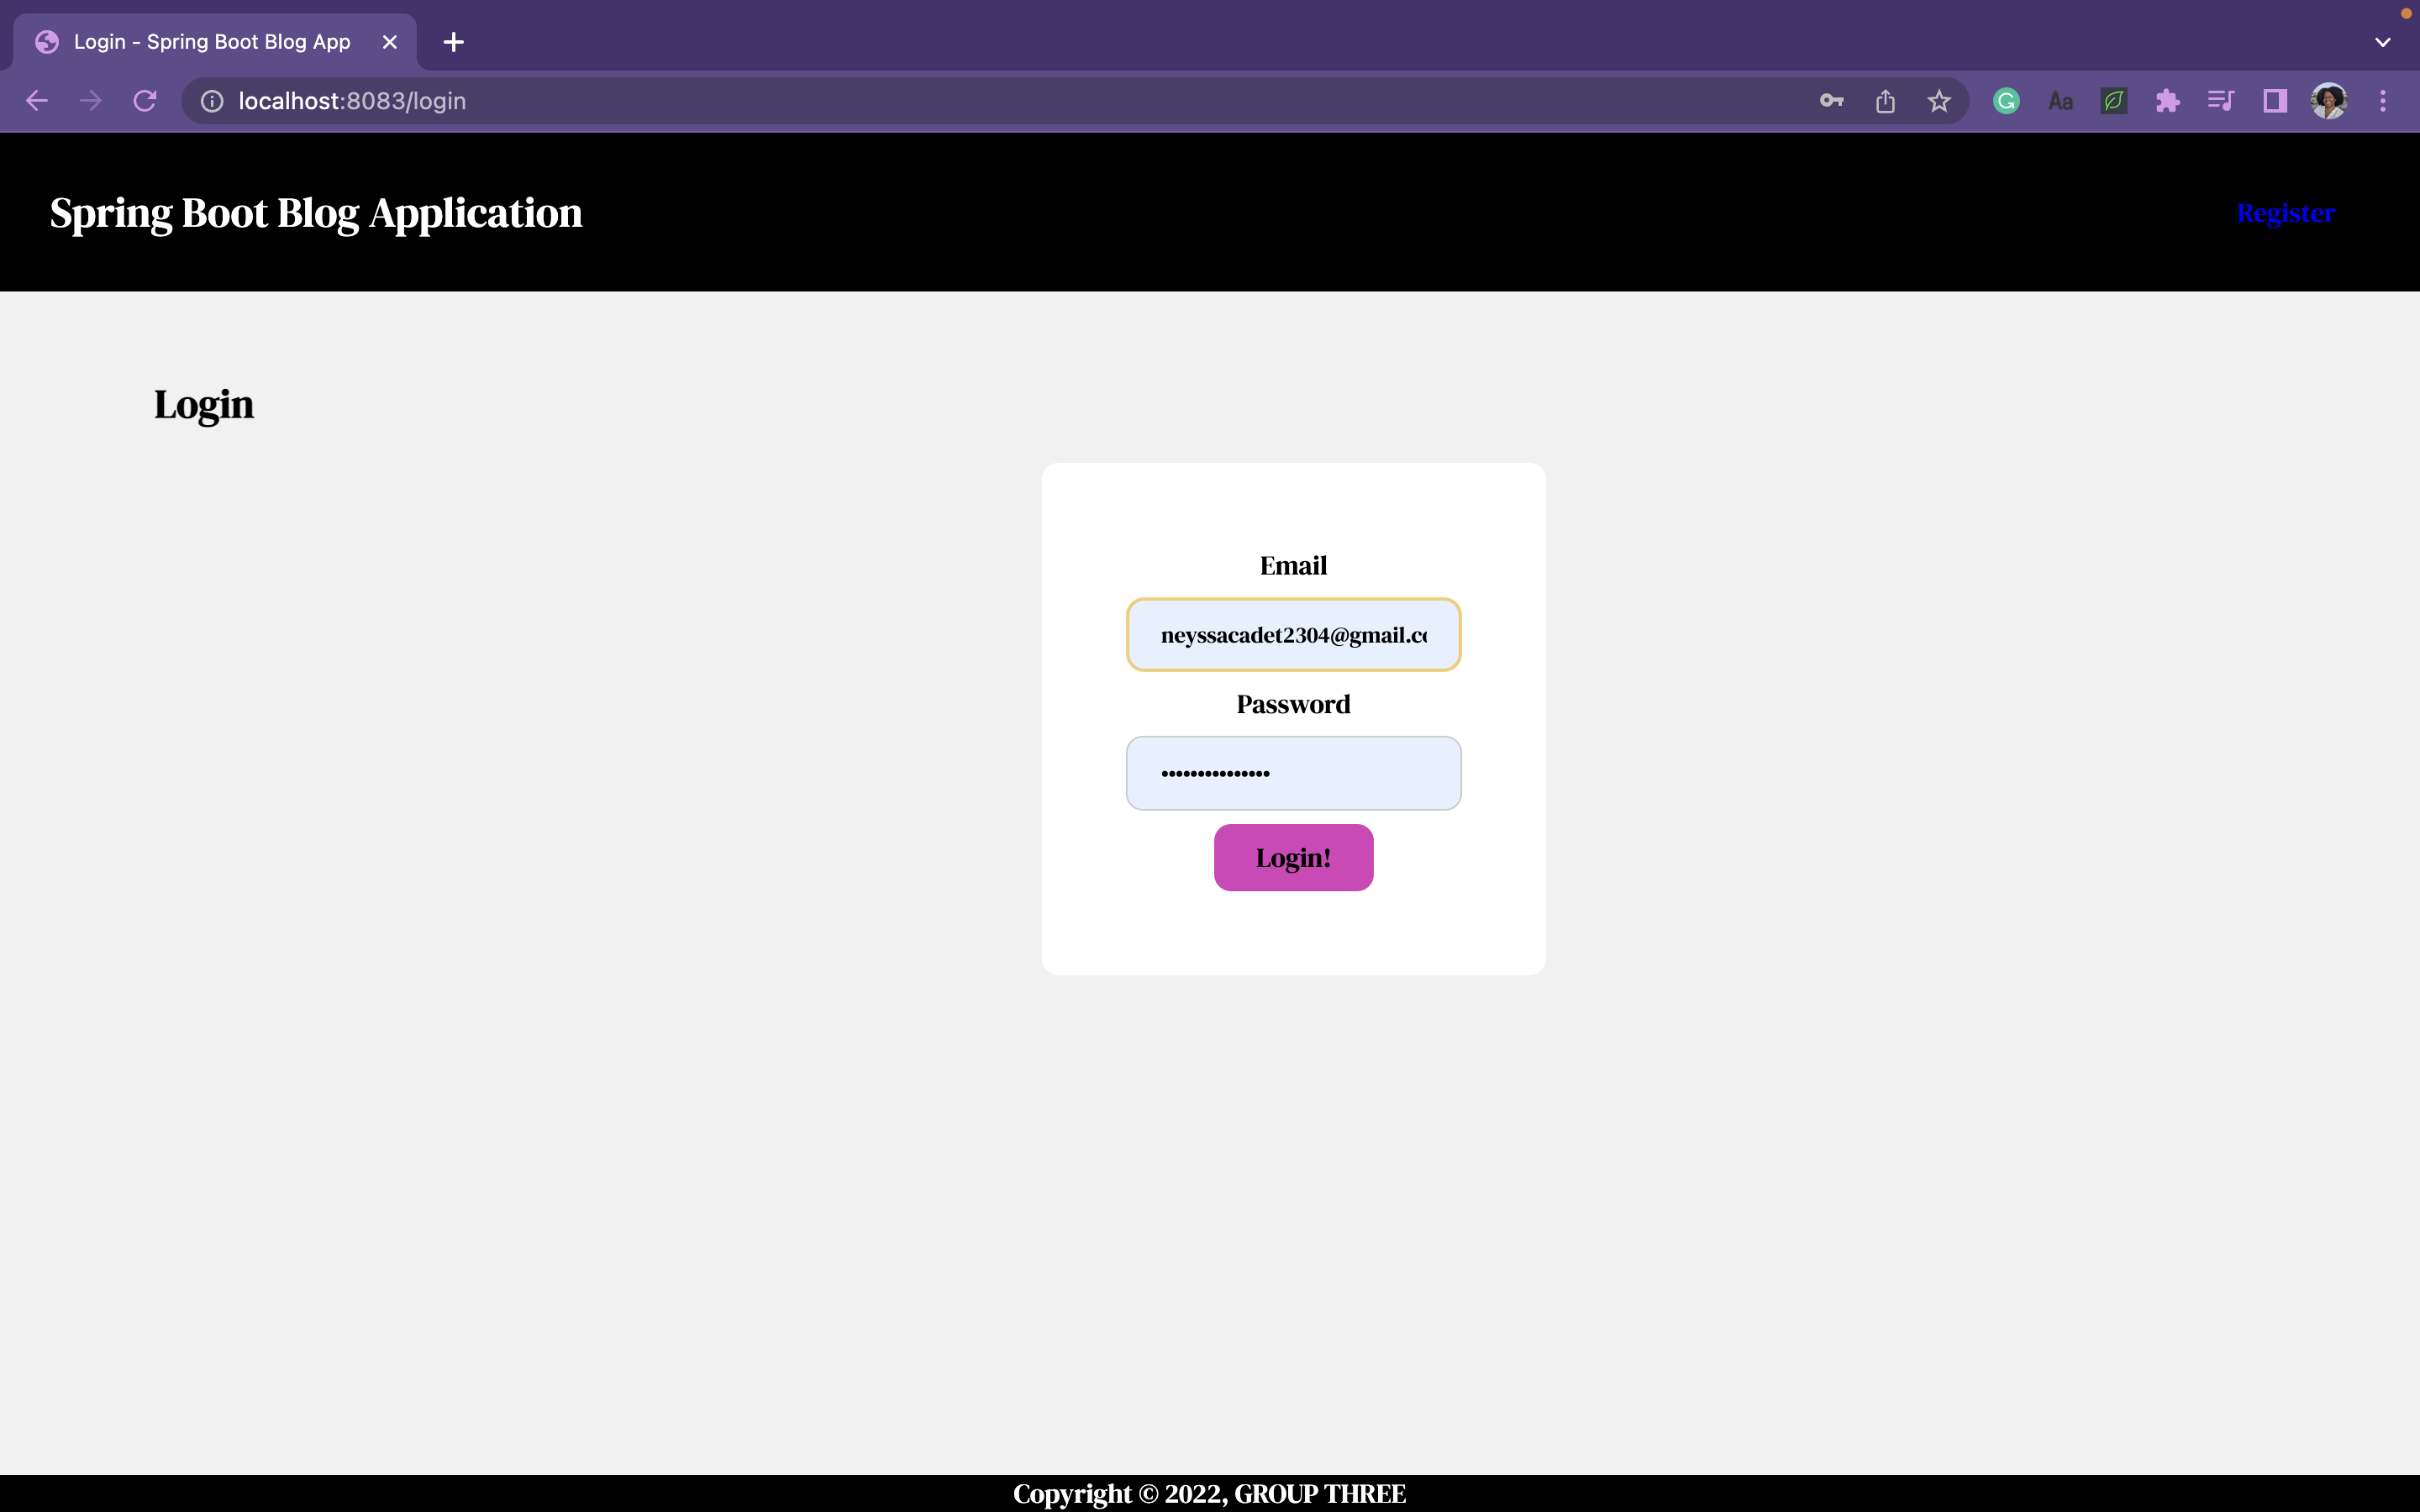 Login - Spring Boot Blog App
localhost:8083/login
Aa
Spring Boot Blog Application
Register
Login
Email
neyssacadet2304@gmail.co
Password
•••••••••••••••
Login!
Copyright © 2022, GROUP THREE